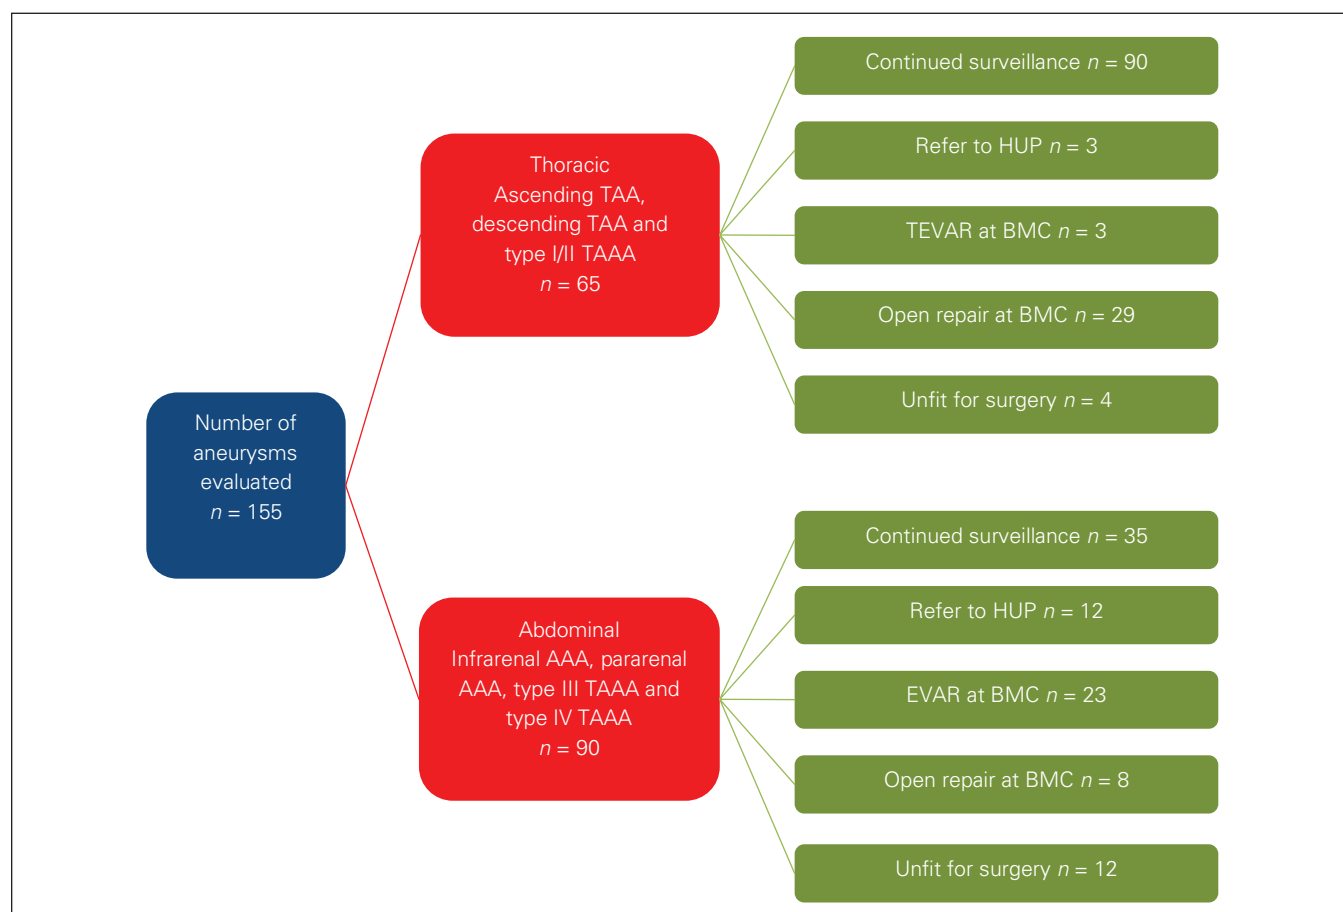 Number of
aneurysms
evaluated
n = 155
Thoracic
Ascending TAA,
descending TAA and
type I/II TAAA
n = 65
Continued surveillance n = 90
Refer to HUP n = 3
TEVAR at BMC n = 3
Open repair at BMC n = 29
Unfit for surgery n = 4
Abdominal
Infrarenal AAA, pararenal
AAA, type III TAAA and
type IV TAAA
n = 90
Continued surveillance n = 35
Refer to HUP n = 12
EVAR at BMC n = 23
Open repair at BMC n = 8
Unfit for surgery n = 12